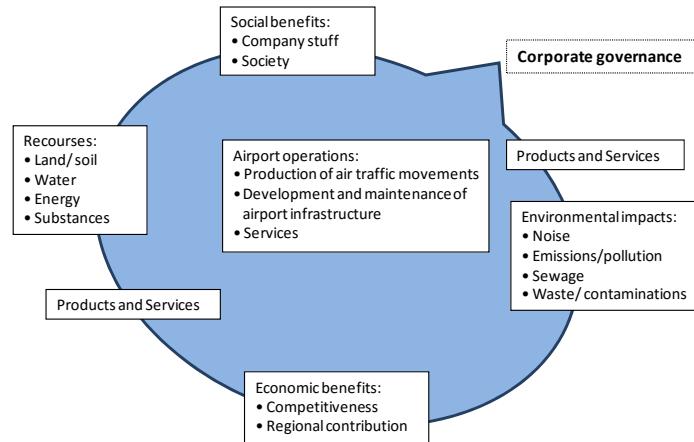 Social benefits:
• Company stuff
• Society
Corporate governance
Recourses:
• Land/ soil
• Water
• Energy
• Substances
Airport operations:
• Production of air traffic movements
• Development and maintenance of
airport infrastructure
• Services
Products and Services
Environmental impacts:
• Noise
• Emissions/pollution
• Sewage
• Waste/ contaminations
Products and Services
Economic benefits:
• Competitiveness
• Regional contribution